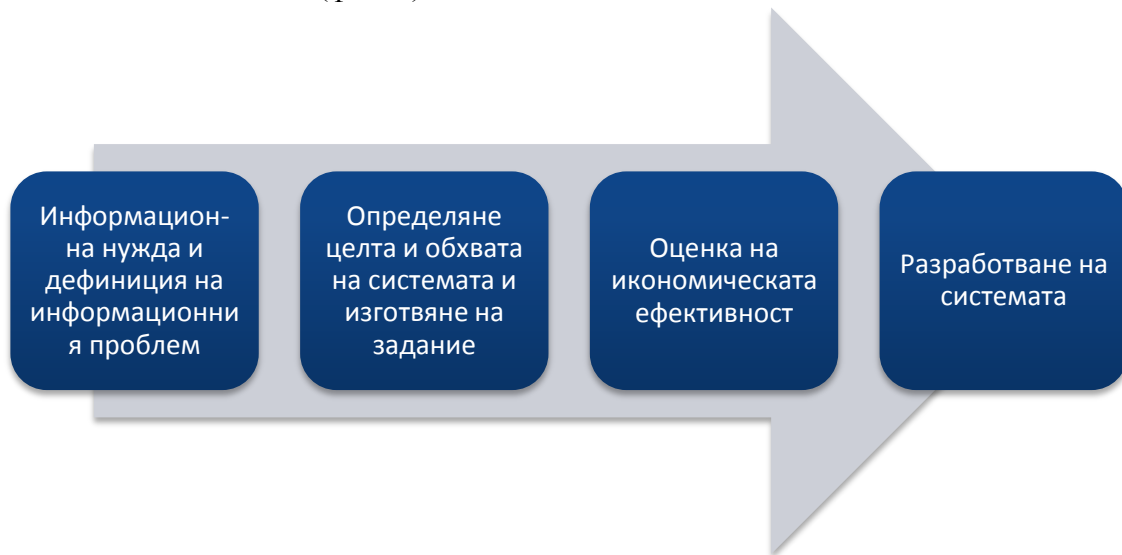 Информацион-
на нужда и
дефиниция на
информационни
я проблем
Определяне
целта и обхвата
на системата и
изготвяне на
задание
Оценка на
икономическата
ефективност
Разработване на
системата